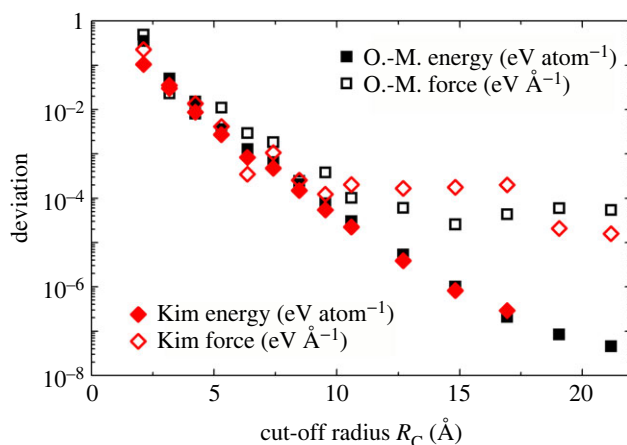 1
10−2
10−4
10−6
10−8
deviation
O.-M. energy (eV atom−1)
O.-M. force (eV Å−1)
Kim energy (eV atom−1)
Kim force (eV Å−1)
0 5 10 15 20
cut-off radius RC (Å)